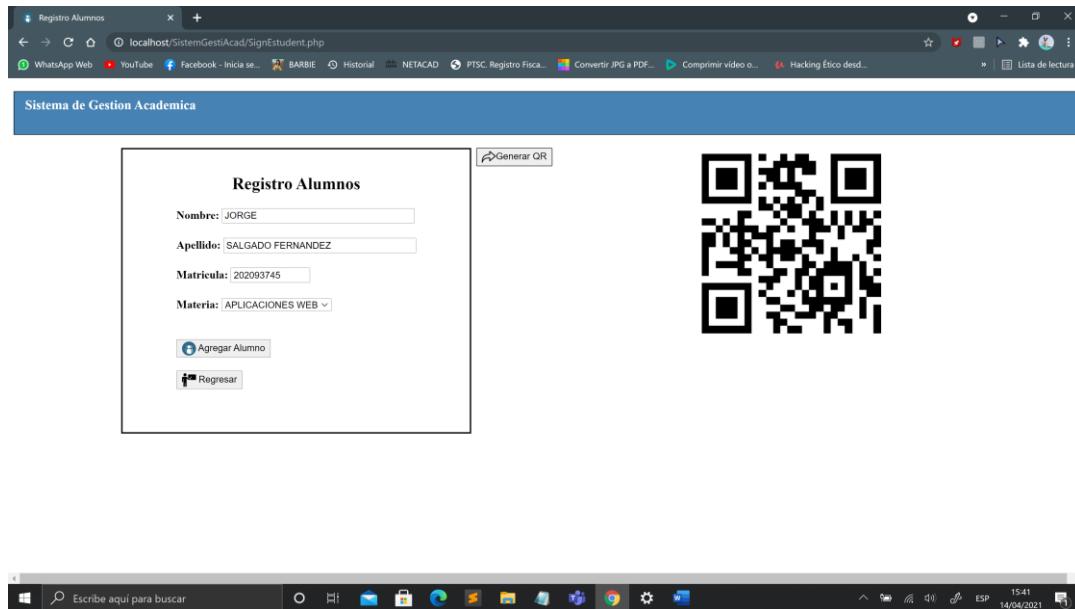 Registro Alumnos
localhost/SistemGestiAcad/SignEstudent.php
WhatsApp Web YouTube Facebook - Inicia se... BARBIE Historial NETACAD PTSC. Registro Fisca... Convertir JPG a PDF... Comprimir vídeo o... Hacking Ético desd... » Lista de lectura
Sistema de Gestion Academica
Generar QR
Registro Alumnos
Nombre: JORGE
Apellido: SALGADO FERNANDEZ
Matricula: 202093745
Materia: APLICACIONES WEB
Agregar Alumno
Regresar
Escribe aquí para buscar
ESP
15:41
14/04/2021